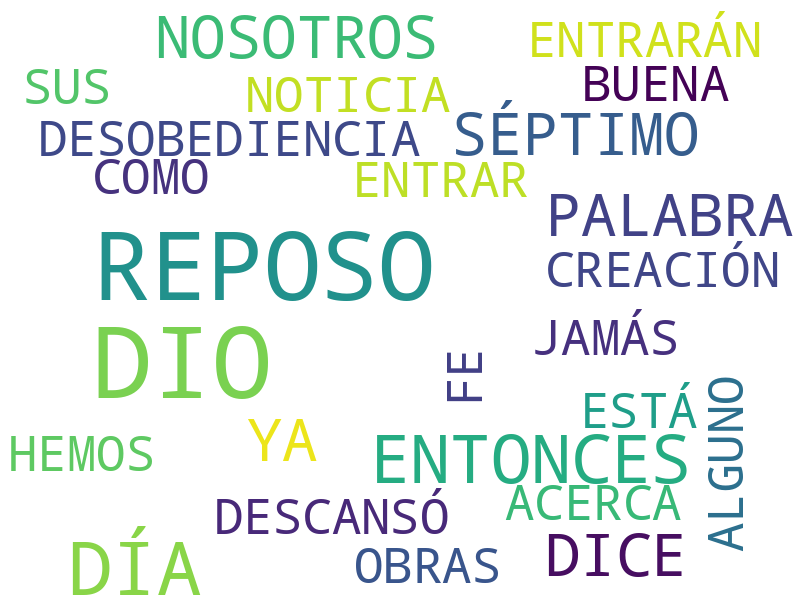 NOSOTROS
ENTRARÁN
SUS
NOTICIA
BUENA
DESOBEDIENCIA
SÉPTIMO
COMO
ENTRAR
PALABRA
REPOSO
CREACIÓN
DIO
JAMÁS
FE
ESTÁ
ALGUNO
HEMOS
YA
ENTONCES
DESCANSÓ
ACERCA
DÍA
OBRAS
DICE